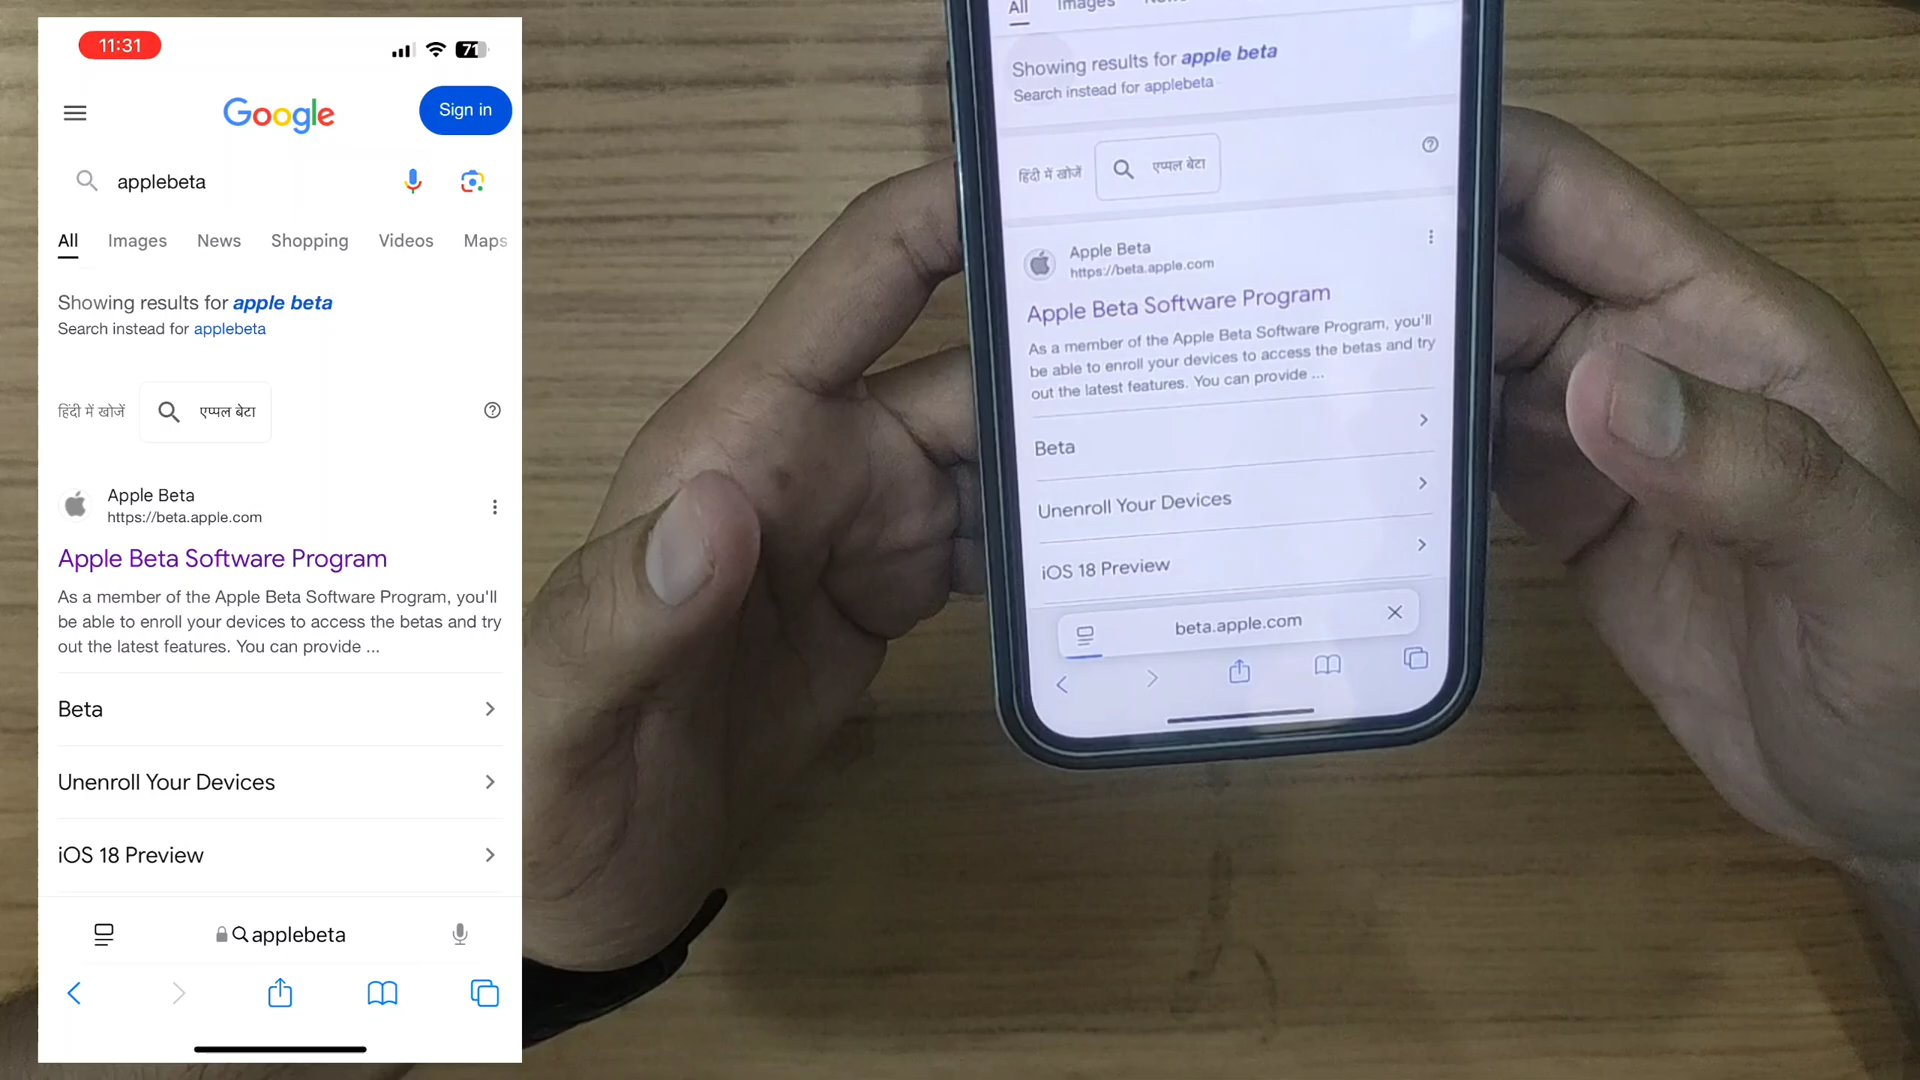 11:31
71
Google
Sign in
applebeta
All Images News Shopping Videos Maps
Showing results for apple beta
Search instead for applebeta
हिंदी में खोजें एप्पल बेटा
Apple Beta
https://beta.apple.com
Apple Beta Software Program
As a member of the Apple Beta Software Program, you'll
be able to enroll your devices to access the betas and try
out the latest features. You can provide ...
Beta
Unenroll Your Devices
iOS 18 Preview
applebeta
All Images
Showing results for apple beta
Search instead for applebeta
हिंदी में खोजें एप्पल बेटा
Apple Beta
https://beta.apple.com
Apple Beta Software Program
As a member of the Apple Beta Software Program, you'll
be able to enroll your devices to access the betas and try
out the latest features. You can provide ...
Beta
Unenroll Your Devices
iOS 18 Preview
beta.apple.com